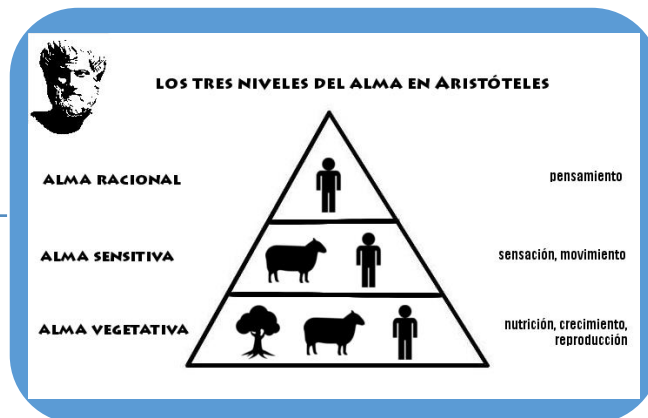 LOS TRES NIVELES DEL ALMA EN ARISTÓTELES
ALMA RACIONAL
pensamiento
ALMA SENSITIVA
sensación, movimiento
ALMA VEGETATIVA
nutrición, crecimiento,
reproducción